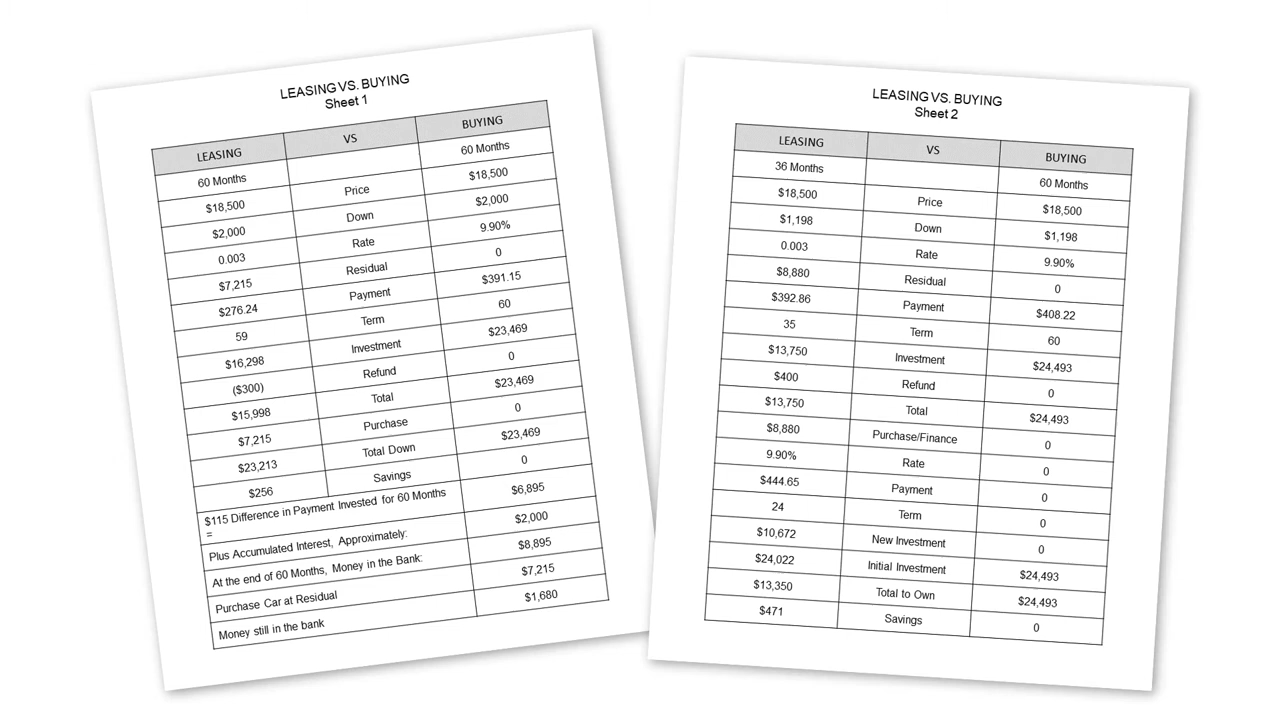 LEASING VS. BUYING
Sheet 1
LEASING VS BUYING
60 Months 60 Months
$18,500 Price $18,500
$2,000 Down $2,000
0.003 Rate 9.90%
$7,215 Residual 0
$276.24 Payment $391.15
59 Term 60
$16,298 Investment $23,469
($300) Refund 0
$15,998 Total $23,469
$7,215 Purchase 0
$23,213 Total Down $23,469
$256 Savings 0
$115 Difference in Payment Invested for 60 Months $6,895
=
Plus Accumulated Interest, Approximately: $2,000
At the end of 60 Months, Money in the Bank: $8,895
Purchase Car at Residual $7,215
Money still in the bank $1,680
LEASING VS. BUYING
Sheet 2
LEASING VS BUYING
36 Months 60 Months
$18,500 Price $18,500
$1,198 Down $1,198
0.003 Rate 9.90%
$8,880 Residual 0
$392.86 Payment $408.22
35 Term 60
$13,750 Investment $24,493
$400 Refund 0
$13,750 Total $24,493
$8,880 Purchase/Finance 0
9.90% Rate 0
$444.65 Payment 0
24 Term 0
$10,672 New Investment 0
$24,022 Initial Investment $24,493
$13,350 Total to Own $24,493
$471 Savings 0